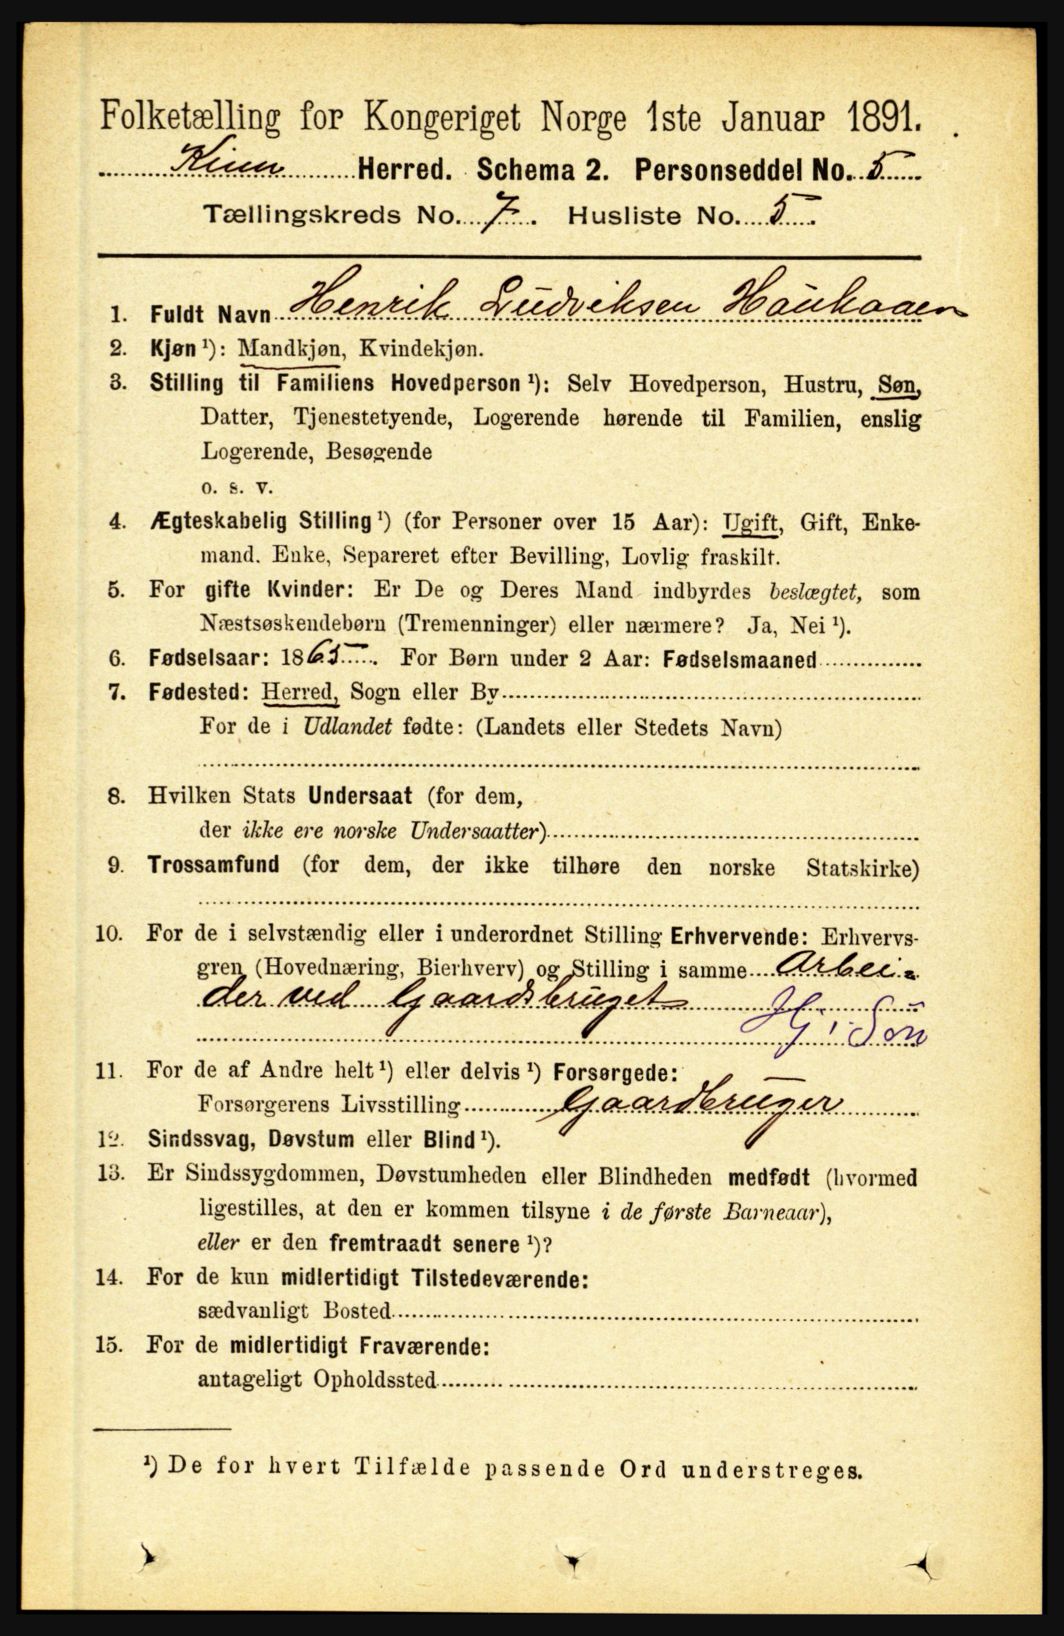 Folketælling for Kongeriget Norge 1ste Januar 1891.
Kinn Herred. Schema 2. Personseddel No. 5
Tællingskreds No. 7. Husliste No. 5.
1. Fuldt Navn Henrik Ludviksen Hauhaaen
2. Kjøn ¹): Mandkjøn, Kvindekjøn.
3. Stilling til Familiens Hovedperson ¹): Selv Hovedperson, Hustru, Søn,
Datter, Tjenestetyende, Logerende hørende til Familien, enslig
Logerende, Besøgende
o. s. v.
4. Ægteskabelig Stilling ¹) (for Personer over 15 Aar): Ugift, Gift, Enke-
mand. Enke, Separeret efter Bevilling, Lovlig fraskilt.
5. For gifte Kvinder: Er De og Deres Mand indbyrdes beslægtet, som
Næstsøskendebørn (Tremenninger) eller nærmere? Ja, Nei ¹).
6. Fødselsaar: 1865. For Børn under 2 Aar: Fødselsmaaned
7. Fødested: Herred, Sogn eller By
For de i Udlandet fødte: (Landets eller Stedets Navn)
8. Hvilken Stats Undersaat (for dem,
der ikke ere norske Undersaatter)
9. Trossamfund (for dem, der ikke tilhøre den norske Statskirke)
10. For de i selvstændig eller i underordnet Stilling Erhvervende: Erhvervs-
gren (Hovednæring, Bierhverv) og Stilling i samme Arbei-
der ved Gaardsbruget
Hj. Søn
11. For de af Andre helt ¹) eller delvis ¹) Forsørgede:
Forsørgerens Livsstilling Gaardbruger
12. Sindssvag, Døvstum eller Blind ¹).
13. Er Sindssygdommen, Døvstumheden eller Blindheden medfødt (hvormed
ligestilles, at den er kommen tilsyne i de første Barneaar),
eller er den fremtraadt senere ¹)?
14. For de kun midlertidigt Tilstedeværende:
sædvanligt Bosted
15. For de midlertidigt Fraværende:
antageligt Opholdssted
¹) De for hvert Tilfælde passende Ord understreges.